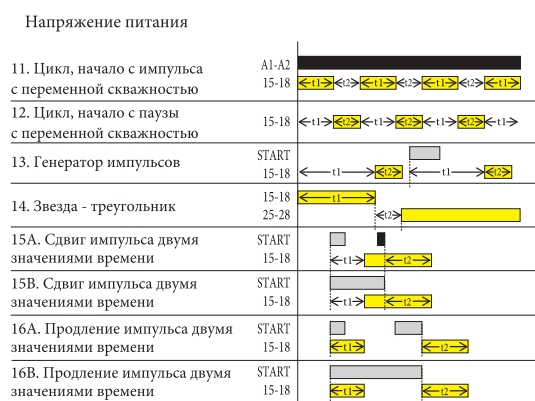 Напряжение питания
A1-A2
11. Цикл, начало с импульса
с переменной скважностью
15-18
t1 t2 t1 t2 t1 t2 t1
12. Цикл, начало с паузы
с переменной скважностью
15-18
t1 t2 t1 t2 t1 t2 t1
START
13. Генератор импульсов
15-18
t1 t2 t1 t2
15-18
t1
14. Звезда - треугольник
25-28
t2
15A. Сдвиг импульса двумя
START
значениями времени
15-18
t1 t2
15B. Сдвиг импульса двумя
START
значениями времени
15-18
t1 t2
16A. Продление импульса двумя
START
значениями времени
15-18
t1 t2
16B. Продление импульса двумя
START
значениями времени
15-18
t1 t2